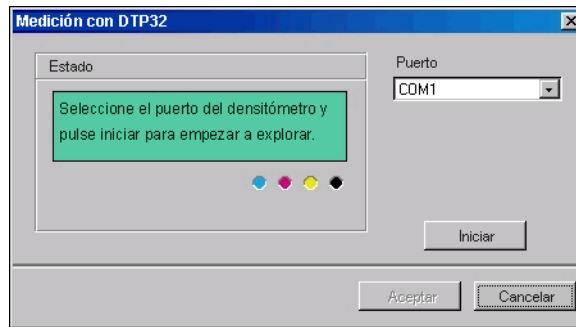 Medición con DTP32
Estado
Seleccione el puerto del densitómetro y
pulse iniciar para empezar a explorar.
Puerto
COM1
Iniciar
Aceptar
Cancelar